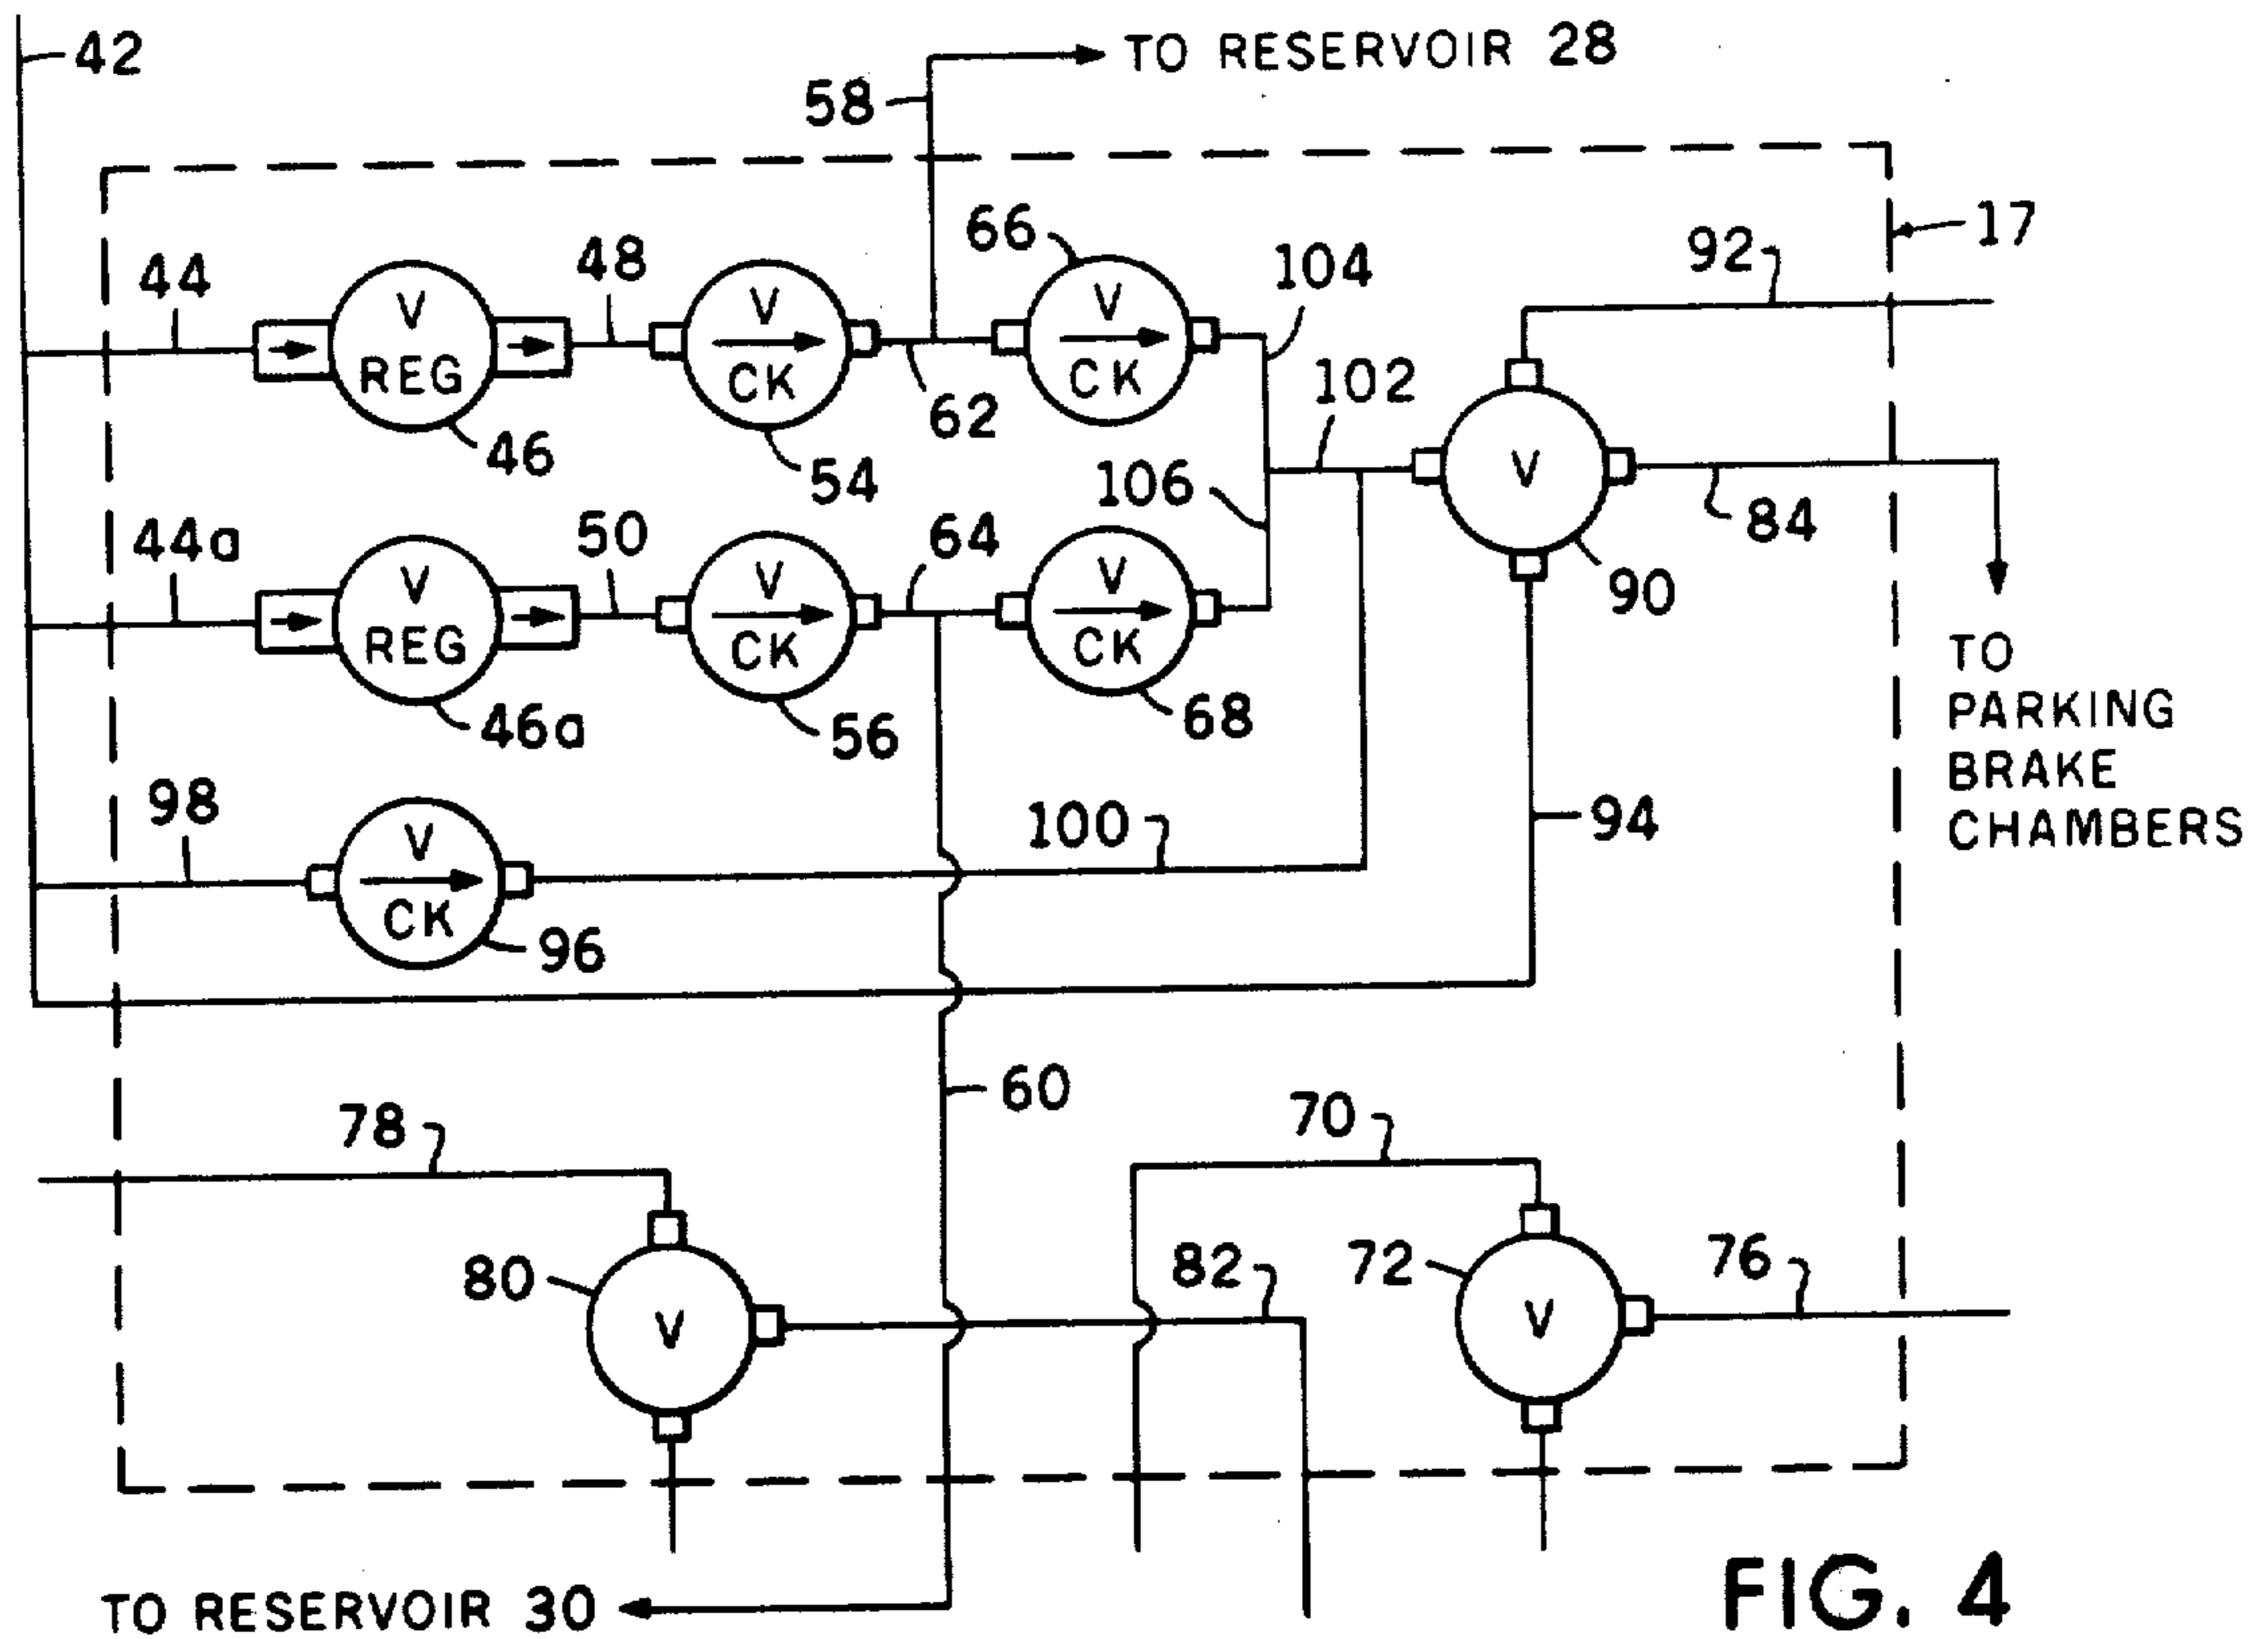 42
TO RESERVOIR 28
58
17
66
92
44
48
104
V
REG
V
CK
V
CK
102
62
46
54
106
V
84
44a
50
64
90
V
REG
V
CK
V
CK
TO
PARKING
BRAKE
CHAMBERS
46a
56
68
98
100
94
V
CK
96
60
78
70
80
82
72
76
V
V
TO RESERVOIR 30
FIG. 4